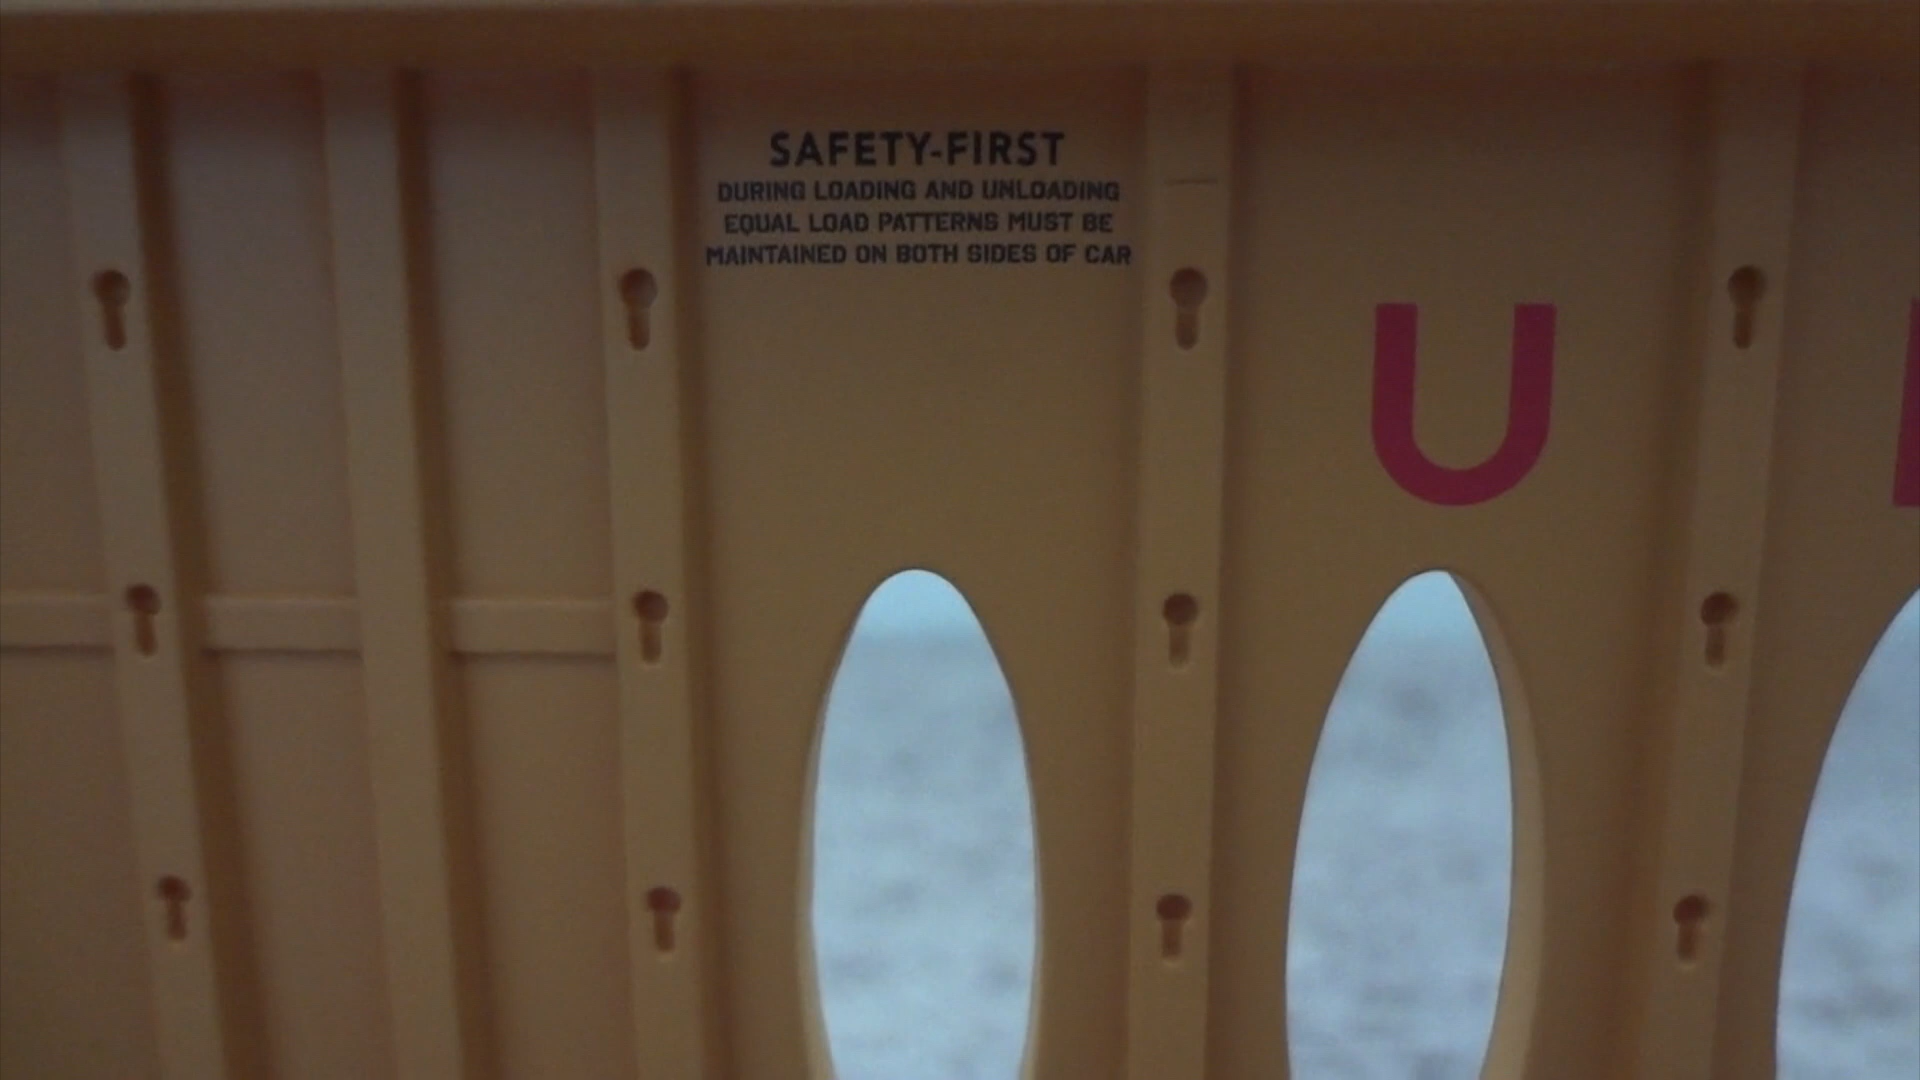 SAFETY-FIRST
DURING LOADING AND UNLOADING
EQUAL LOAD PATTERNS MUST BE
MAINTAINED ON BOTH SIDES OF CAR
U